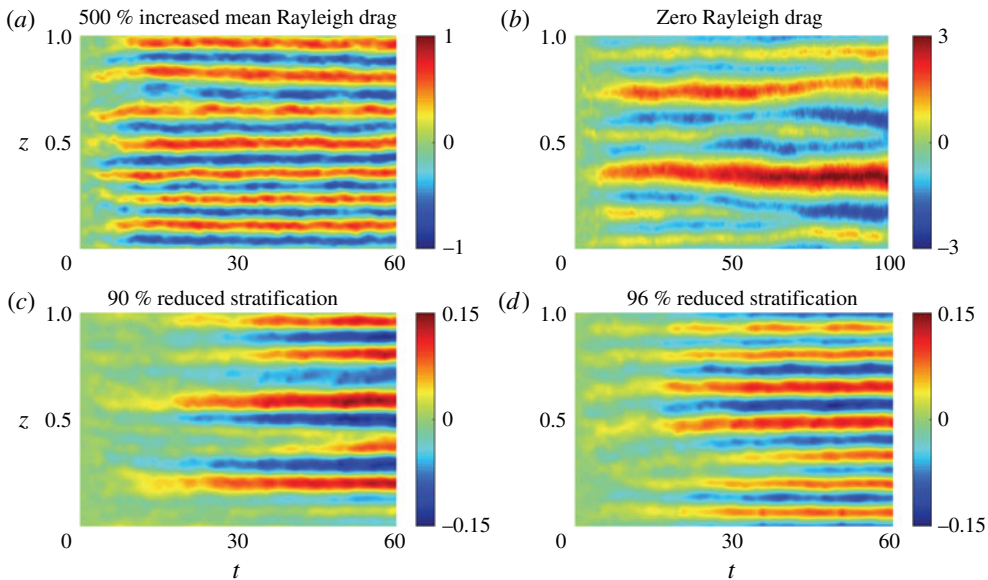 (a) 500 % increased mean Rayleigh drag
1.0
z 0.5
0 30 60
1
0
–1
(b) Zero Rayleigh drag
1.0
0.5
0 50 100
3
0
–3
(c) 90 % reduced stratification
1.0
z 0.5
0 30 60
t
0.15
0
–0.15
(d) 96 % reduced stratification
1.0
0.5
0 30 60
t
0.15
0
–0.15